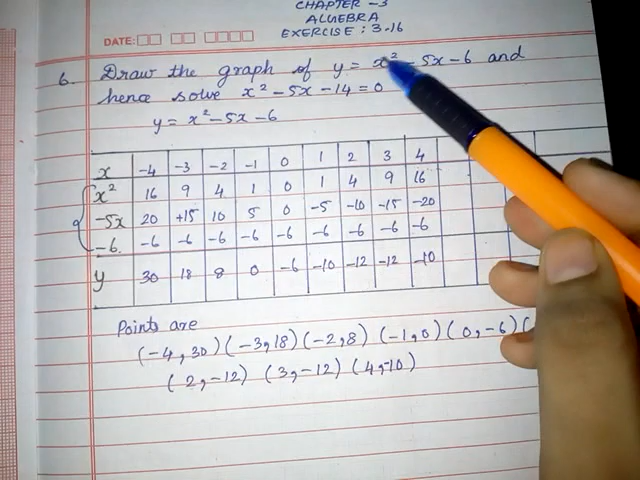 CHAPTER -3
ALGEBRA
EXERCISE : 3.16
DATE:
6. Draw the graph of y = x² - 5x - 6 and
hence solve x² - 5x - 14 = 0
y = x² - 5x - 6
x -4 -3 -2 -1 0 1 2 3 4
x² 16 9 4 1 0 1 4 9 16
-5x 20 +15 10 5 0 -5 -10 -15 -20
-6 -6 -6 -6 -6 -6 -6 -6 -6 -6
y 30 18 8 0 -6 -10 -12 -12 -10
Points are
(-4, 30) (-3, 18) (-2, 8) (-1, 0) (0, -6) (
(2, -12) (3, -12) (4, -10)